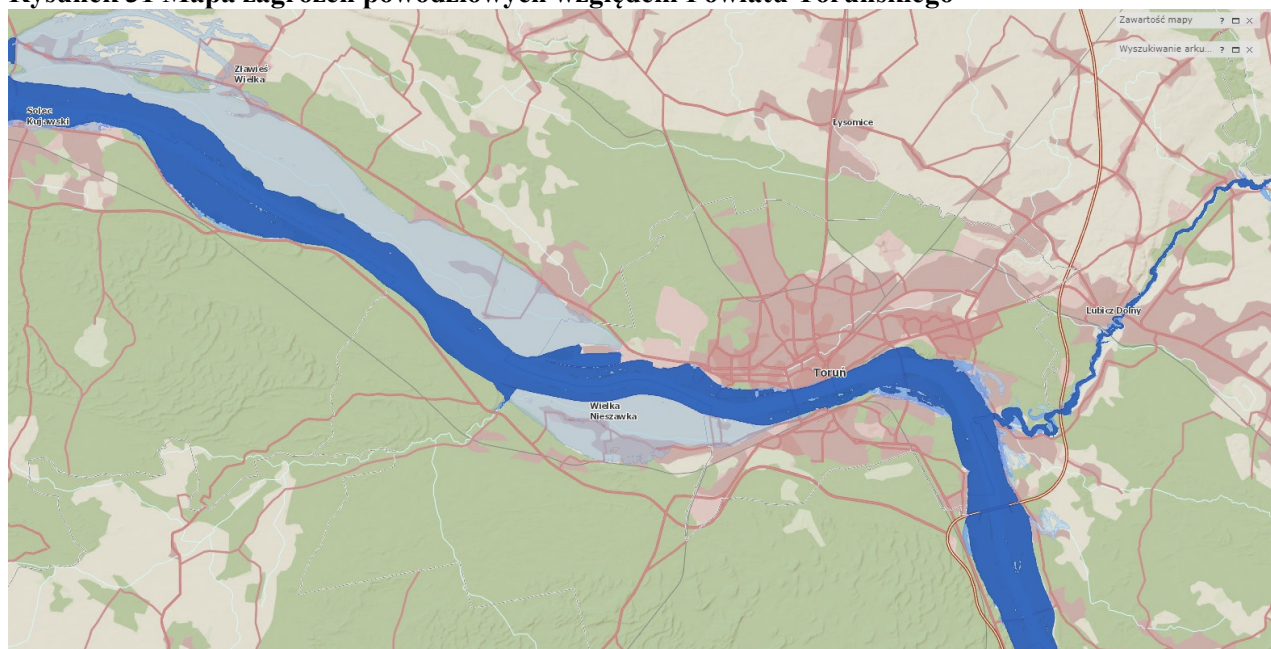 Rysunek 31 Mapa zagrożeń powodziowych względem Powiatu Toruńskiego
Zawartość mapy
Wyszukiwanie arku...
Zławieś
Wielka
Solec
Kujawski
Łysomice
Lubicz Dolny
Toruń
Wielka
Nieszawka